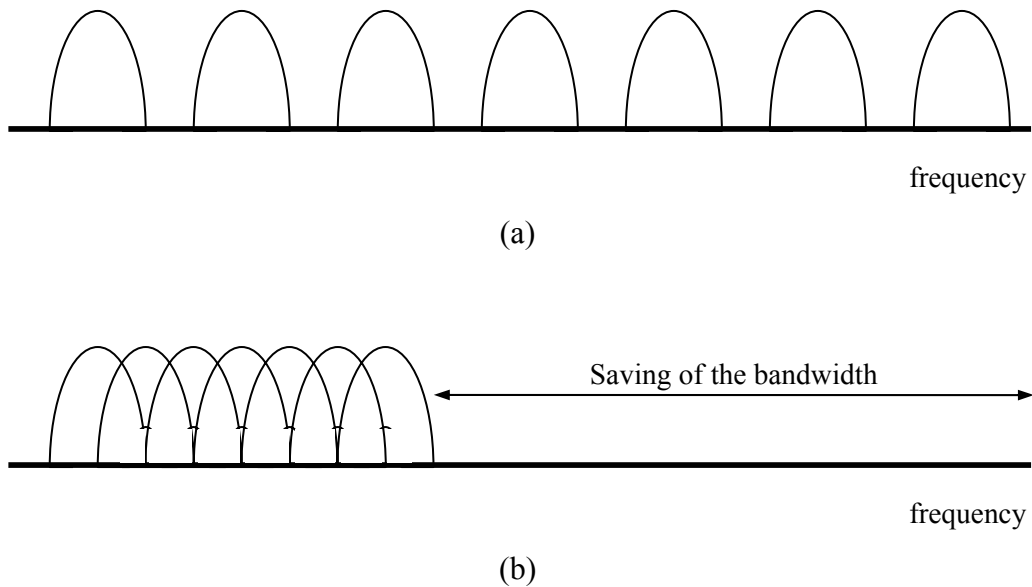 frequency
(a)
Saving of the bandwidth
frequency
(b)